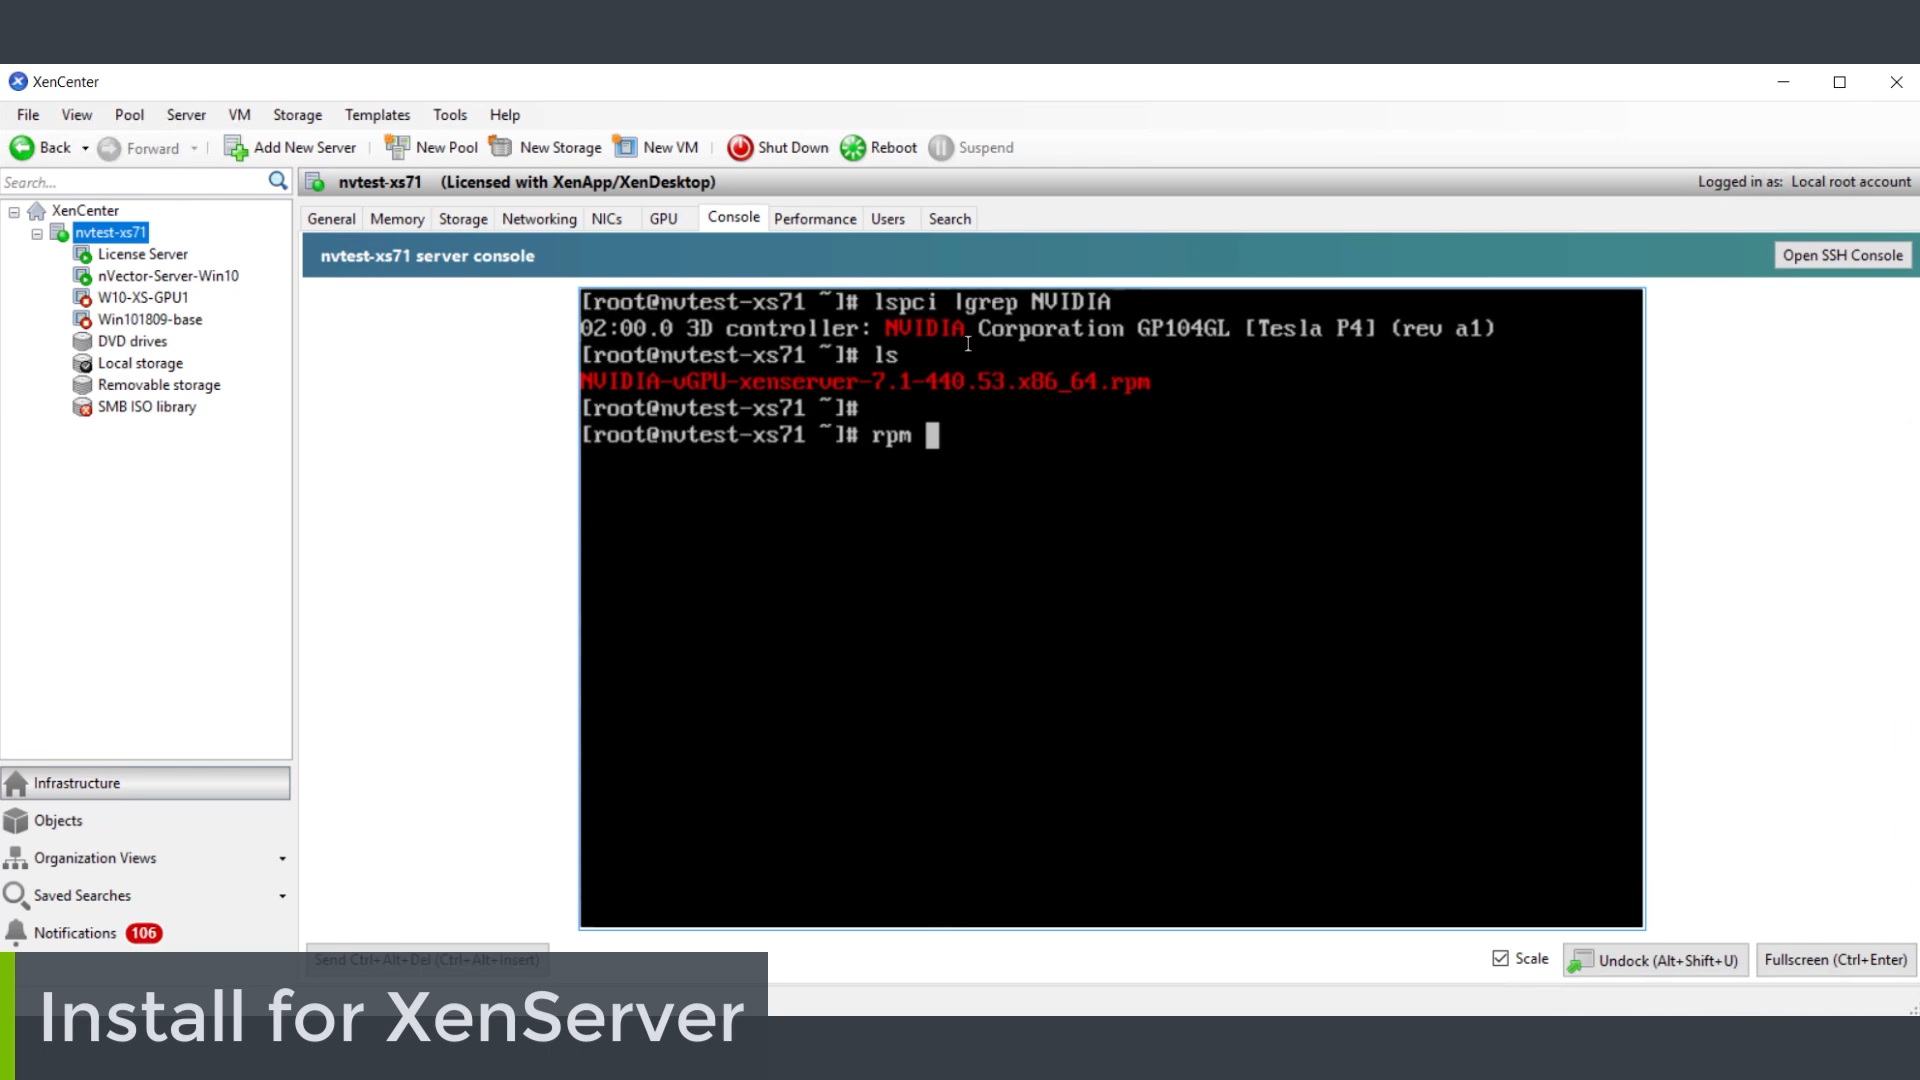 XenCenter
File View Pool Server VM Storage Templates Tools Help
Back Forward Add New Server New Pool New Storage New VM Shut Down Reboot Suspend
Search...
nvtest-xs71 (Licensed with XenApp/XenDesktop)
Logged in as: Local root account
XenCenter
nvtest-xs71
License Server
nVector-Server-Win10
W10-XS-GPU1
Win101809-base
DVD drives
Local storage
Removable storage
SMB ISO library
General Memory Storage Networking NICs GPU Console Performance Users Search
nvtest-xs71 server console
Open SSH Console
[root@nvtest-xs71 ~]# lspci |grep NVIDIA
02:00.0 3D controller: NVIDIA Corporation GP104GL [Tesla P4] (rev a1)
[root@nvtest-xs71 ~]# ls
NVIDIA-vGPU-xenserver-7.1-440.53.x86_64.rpm
[root@nvtest-xs71 ~]#
[root@nvtest-xs71 ~]# rpm
Infrastructure
Objects
Organization Views
Saved Searches
Notifications 106
Send Ctrl+Alt+Del (Ctrl+Alt+Insert)
Scale
Undock (Alt+Shift+U)
Fullscreen (Ctrl+Enter)
Install for XenServer